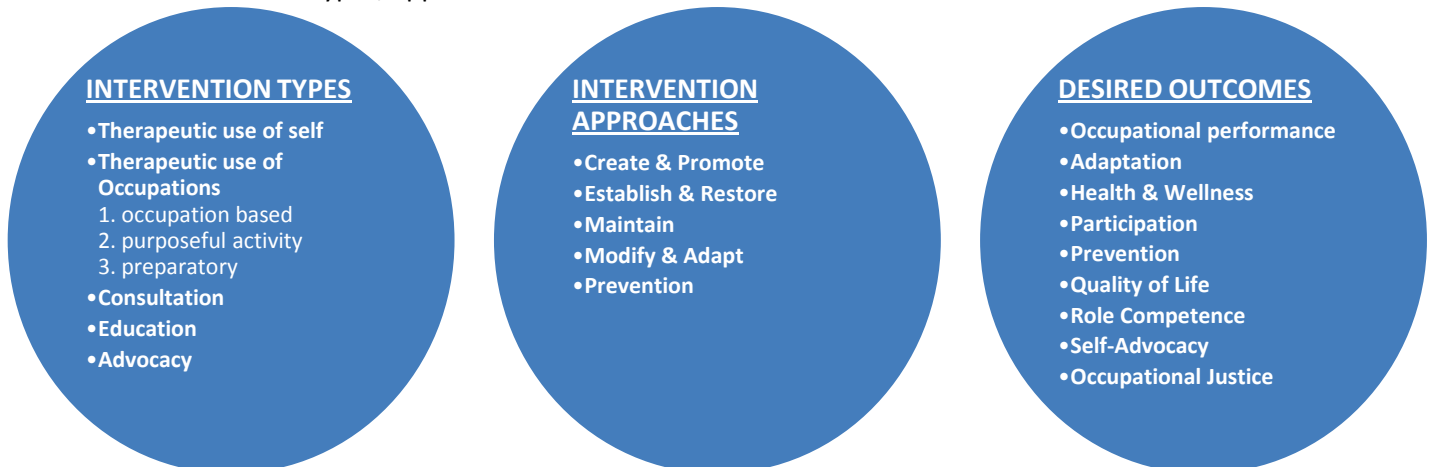 INTERVENTION TYPES
•Therapeutic use of self
•Therapeutic use of
Occupations
1. occupation based
2. purposeful activity
3. preparatory
•Consultation
•Education
•Advocacy
INTERVENTION
APPROACHES
•Create & Promote
•Establish & Restore
•Maintain
•Modify & Adapt
•Prevention
DESIRED OUTCOMES
•Occupational performance
•Adaptation
•Health & Wellness
•Participation
•Prevention
•Quality of Life
•Role Competence
•Self-Advocacy
•Occupational Justice